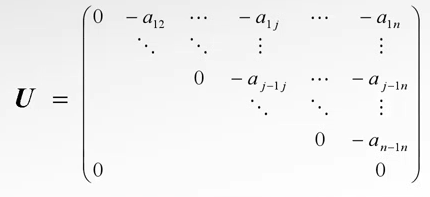 0 − a₁₂ ⋯ − a₁ⱼ ⋯ − a₁ₙ
⋱ ⋱ ⋮ ⋮
U = 0 − aⱼ₋₁ⱼ ⋯ − aⱼ₋₁ₙ
⋱ ⋱ ⋮
0 − aₙ₋₁ₙ
0 0